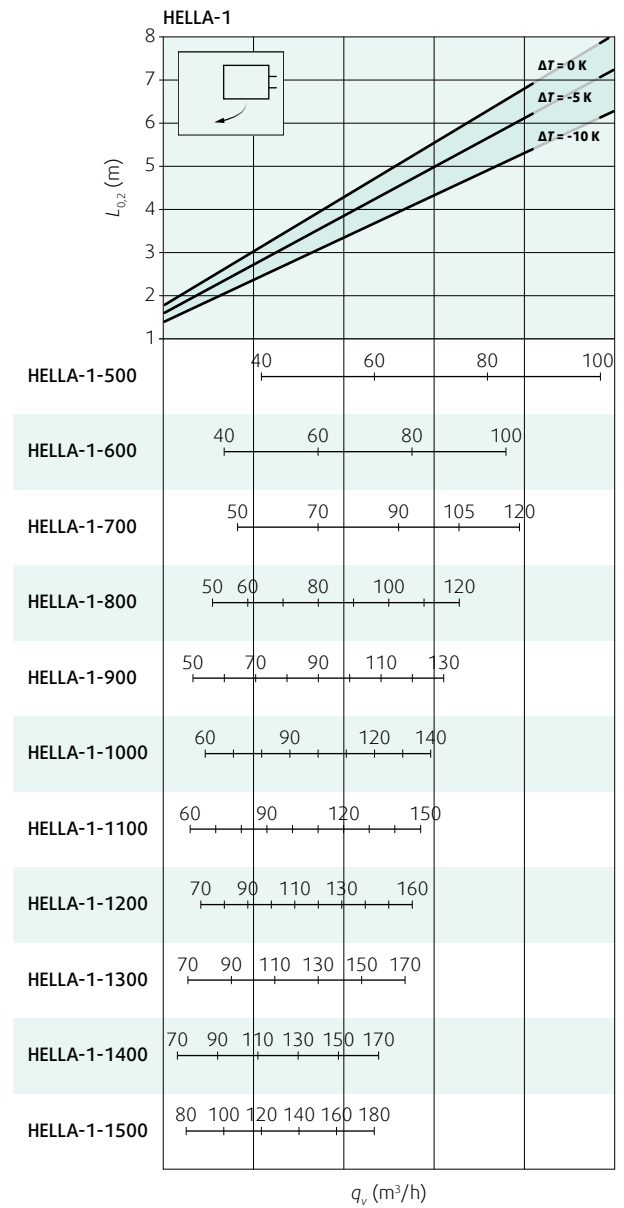 HELLA-1
8
ΔT = 0 K
7
ΔT = -5 K
6
ΔT = -10 K
5
L0,2 (m)
4
3
2
1
HELLA-1-500 40 60 80 100
HELLA-1-600 40 60 80 100
HELLA-1-700 50 70 90 105 120
HELLA-1-800 50 60 80 100 120
HELLA-1-900 50 70 90 110 130
HELLA-1-1000 60 90 120 140
HELLA-1-1100 60 90 120 150
HELLA-1-1200 70 90 110 130 160
HELLA-1-1300 70 90 110 130 150 170
HELLA-1-1400 70 90 110 130 150 170
HELLA-1-1500 80 100 120 140 160 180
qv (m³/h)